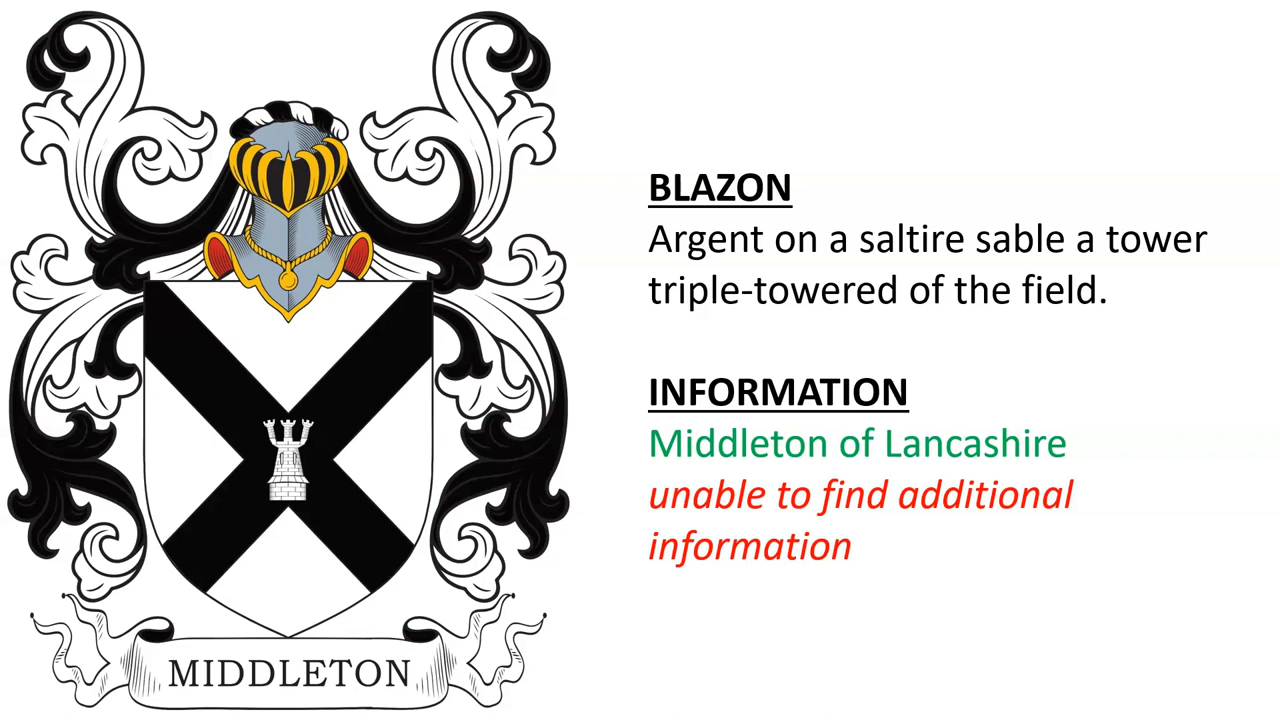 BLAZON
Argent on a saltire sable a tower
triple-towered of the field.
INFORMATION
Middleton of Lancashire
unable to find additional
information
MIDDLETON